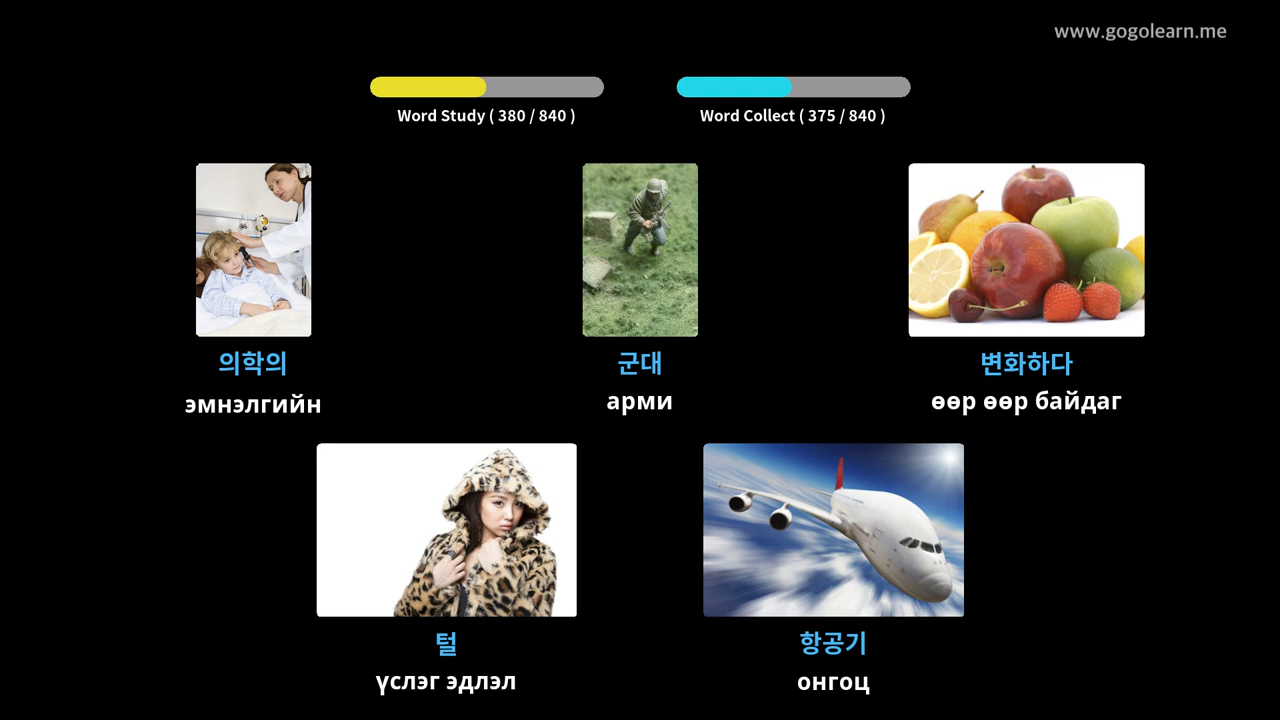 www.gogolearn.me
Word Study ( 380 / 840 )
Word Collect ( 375 / 840 )
의학의
эмнэлгийн
군대
арми
변화하다
өөр өөр байдаг
털
үслэг эдлэл
항공기
онгоц